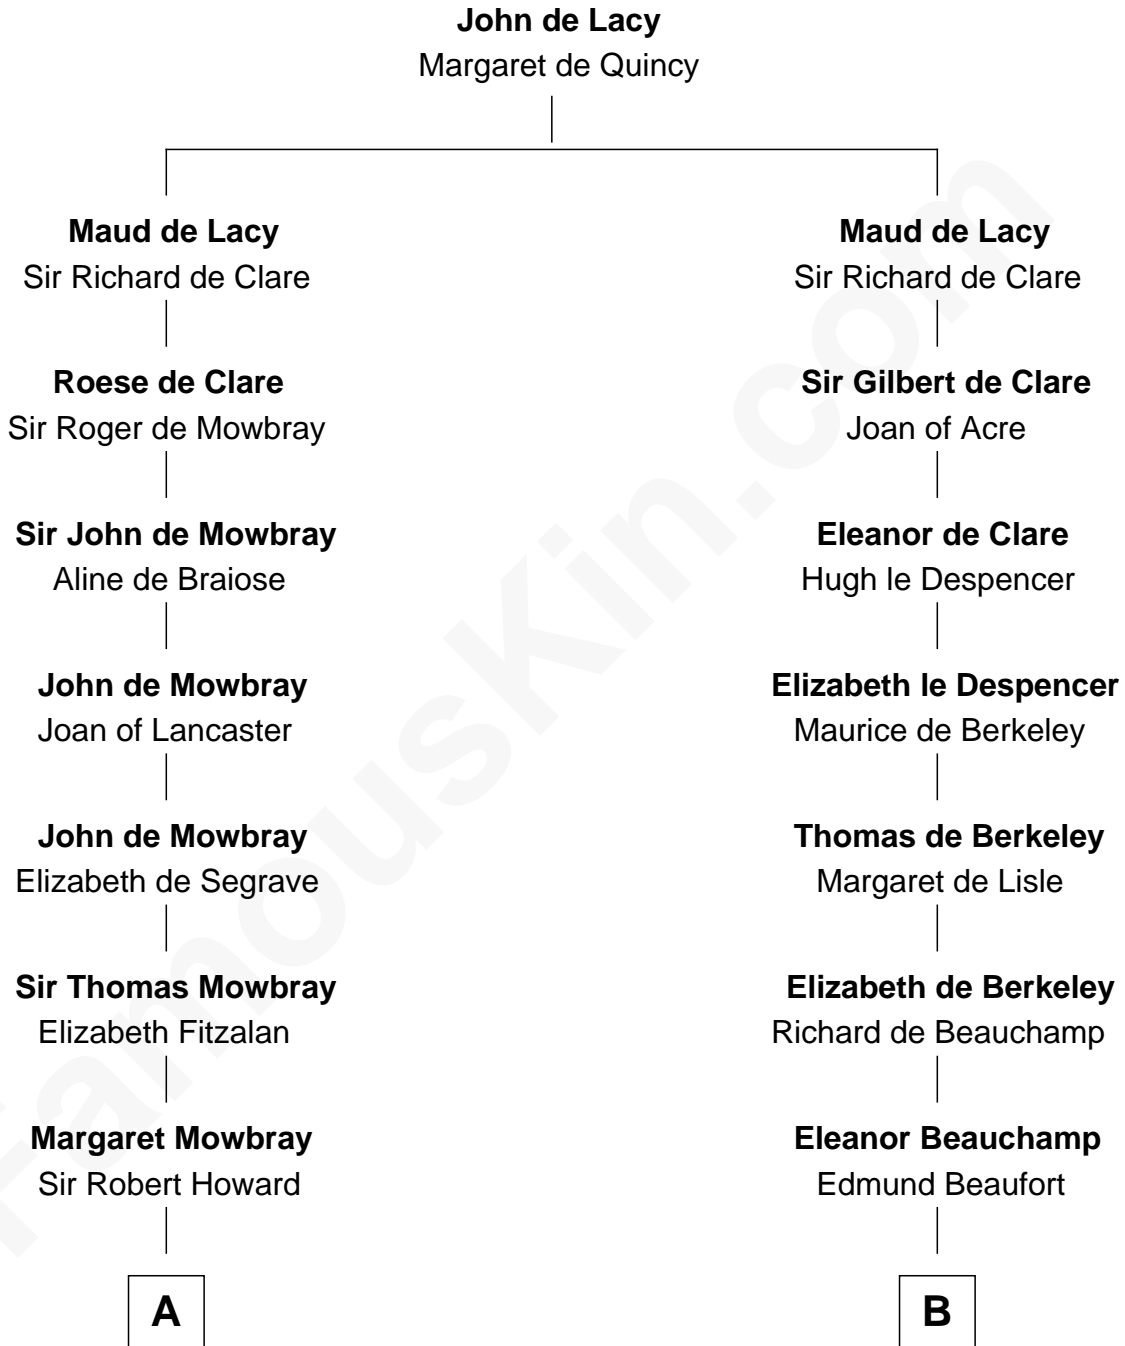 John de Lacy
Margaret de Quincy
Maud de Lacy
Sir Richard de Clare
Maud de Lacy
Sir Richard de Clare
Roese de Clare
Sir Roger de Mowbray
Sir Gilbert de Clare
Joan of Acre
Sir John de Mowbray
Aline de Braiose
Eleanor de Clare
Hugh le Despencer
John de Mowbray
Joan of Lancaster
Elizabeth le Despencer
Maurice de Berkeley
John de Mowbray
Elizabeth de Segrave
Thomas de Berkeley
Margaret de Lisle
Sir Thomas Mowbray
Elizabeth Fitzalan
Elizabeth de Berkeley
Richard de Beauchamp
Margaret Mowbray
Sir Robert Howard
Eleanor Beauchamp
Edmund Beaufort
A
B
FamousKin.com